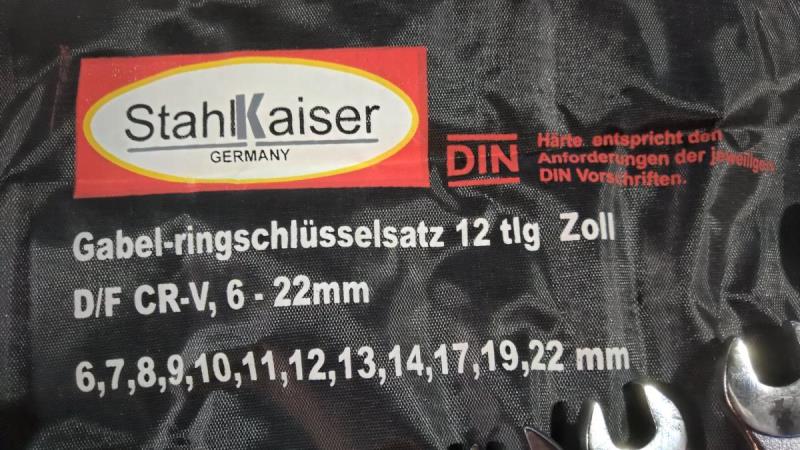 StahlKaiser
GERMANY
DIN
Härte entspricht den
Anforderungen der jeweiligen
DIN Vorschriften.
Gabel-ringschlüsselsatz 12 tlg Zoll
D/F CR-V, 6 - 22mm
6,7,8,9,10,11,12,13,14,17,19,22 mm